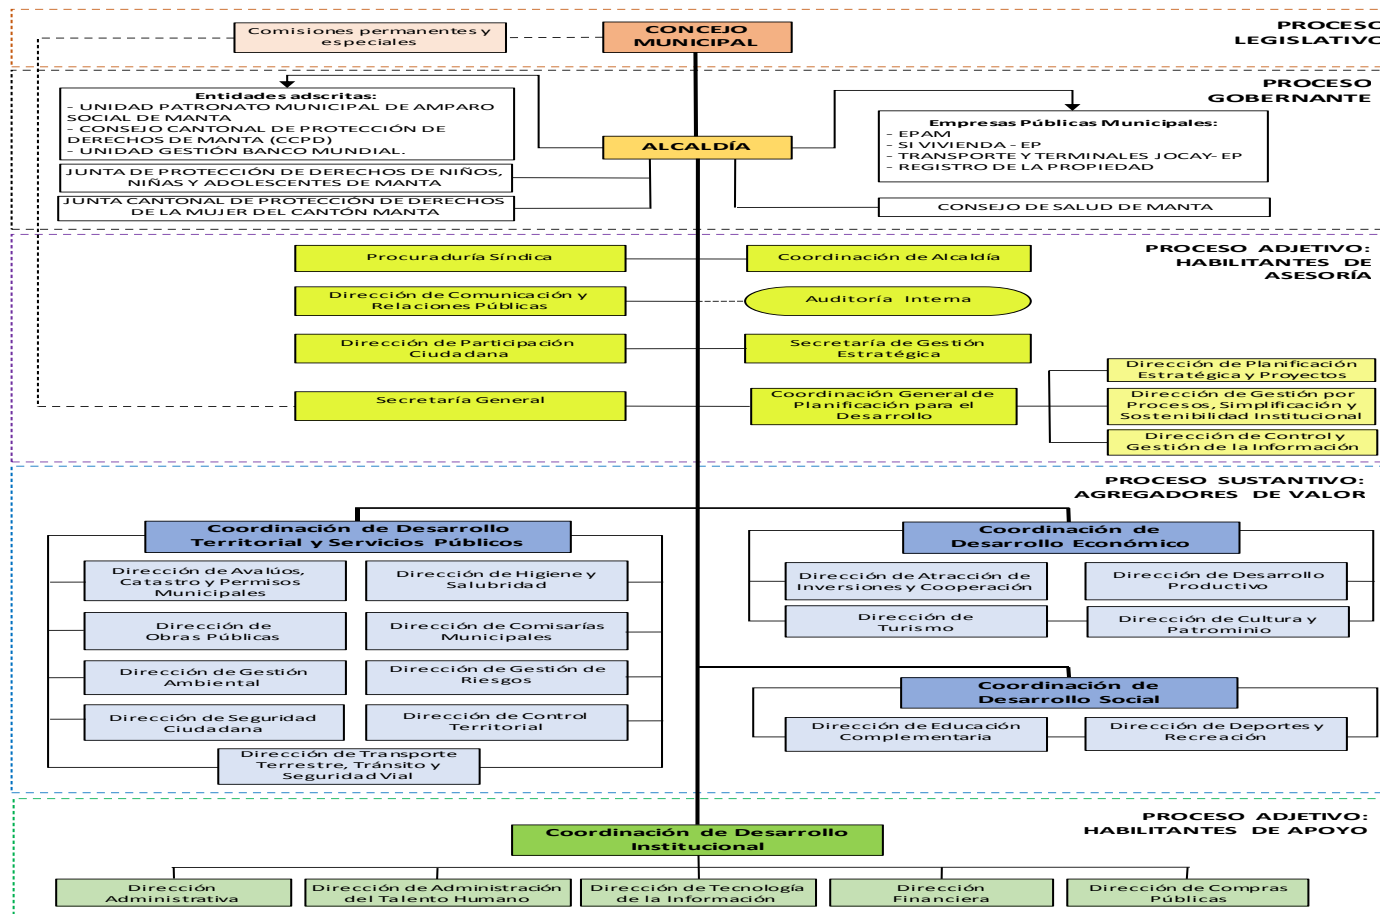 Comisiones permanentes y
especiales
CONCEJO
MUNICIPAL
PROCESO
LEGISLATIVO
PROCESO
GOBERNANTE
Entidades adscritas:
- UNIDAD PATRONATO MUNICIPAL DE AMPARO
SOCIAL DE MANTA
- CONSEJO CANTONAL DE PROTECCIÓN DE
DERECHOS DE MANTA (CCPD)
- UNIDAD GESTIÓN BANCO MUNDIAL.
ALCALDÍA
Empresas Públicas Municipales:
- EPAM
- SI VIVIENDA - EP
- TRANSPORTE Y TERMINALES JOCAY- EP
- REGISTRO DE LA PROPIEDAD
JUNTA DE PROTECCIÓN DE DERECHOS DE NIÑOS,
NIÑAS Y ADOLESCENTES DE MANTA
JUNTA CANTONAL DE PROTECCIÓN DE DERECHOS
DE LA MUJER DEL CANTÓN MANTA
CONSEJO DE SALUD DE MANTA
PROCESO ADJETIVO:
HABILITANTES DE
ASESORÍA
Procuraduría Síndica
Coordinación de Alcaldía
Dirección de Comunicación y
Relaciones Públicas
Auditoría Interna
Dirección de Participación
Ciudadana
Secretaría de Gestión
Estratégica
Secretaría General
Coordinación General de
Planificación para el
Desarrollo
Dirección de Planificación
Estratégica y Proyectos
Dirección de Gestión por
Procesos, Simplificación y
Sostenibilidad Institucional
Dirección de Control y
Gestión de la Información
PROCESO SUSTANTIVO:
AGREGADORES DE VALOR
Coordinación de Desarrollo
Territorial y Servicios Públicos
Dirección de Avalúos,
Catastro y Permisos
Municipales
Dirección de Higiene y
Salubridad
Dirección de
Obras Públicas
Dirección de Comisarías
Municipales
Dirección de Gestión
Ambiental
Dirección de Gestión de
Riesgos
Dirección de Seguridad
Ciudadana
Dirección de Control
Territorial
Dirección de Transporte
Terrestre, Tránsito y
Seguridad Vial
Coordinación de
Desarrollo Económico
Dirección de Atracción de
Inversiones y Cooperación
Dirección de Desarrollo
Productivo
Dirección de
Turismo
Dirección de Cultura y
Patrominio
Coordinación de
Desarrollo Social
Dirección de Educación
Complementaria
Dirección de Deportes y
Recreación
PROCESO ADJETIVO:
HABILITANTES DE APOYO
Coordinación de Desarrollo
Institucional
Dirección
Administrativa
Dirección de Administración
del Talento Humano
Dirección de Tecnología
de la Información
Dirección
Financiera
Dirección de Compras
Públicas